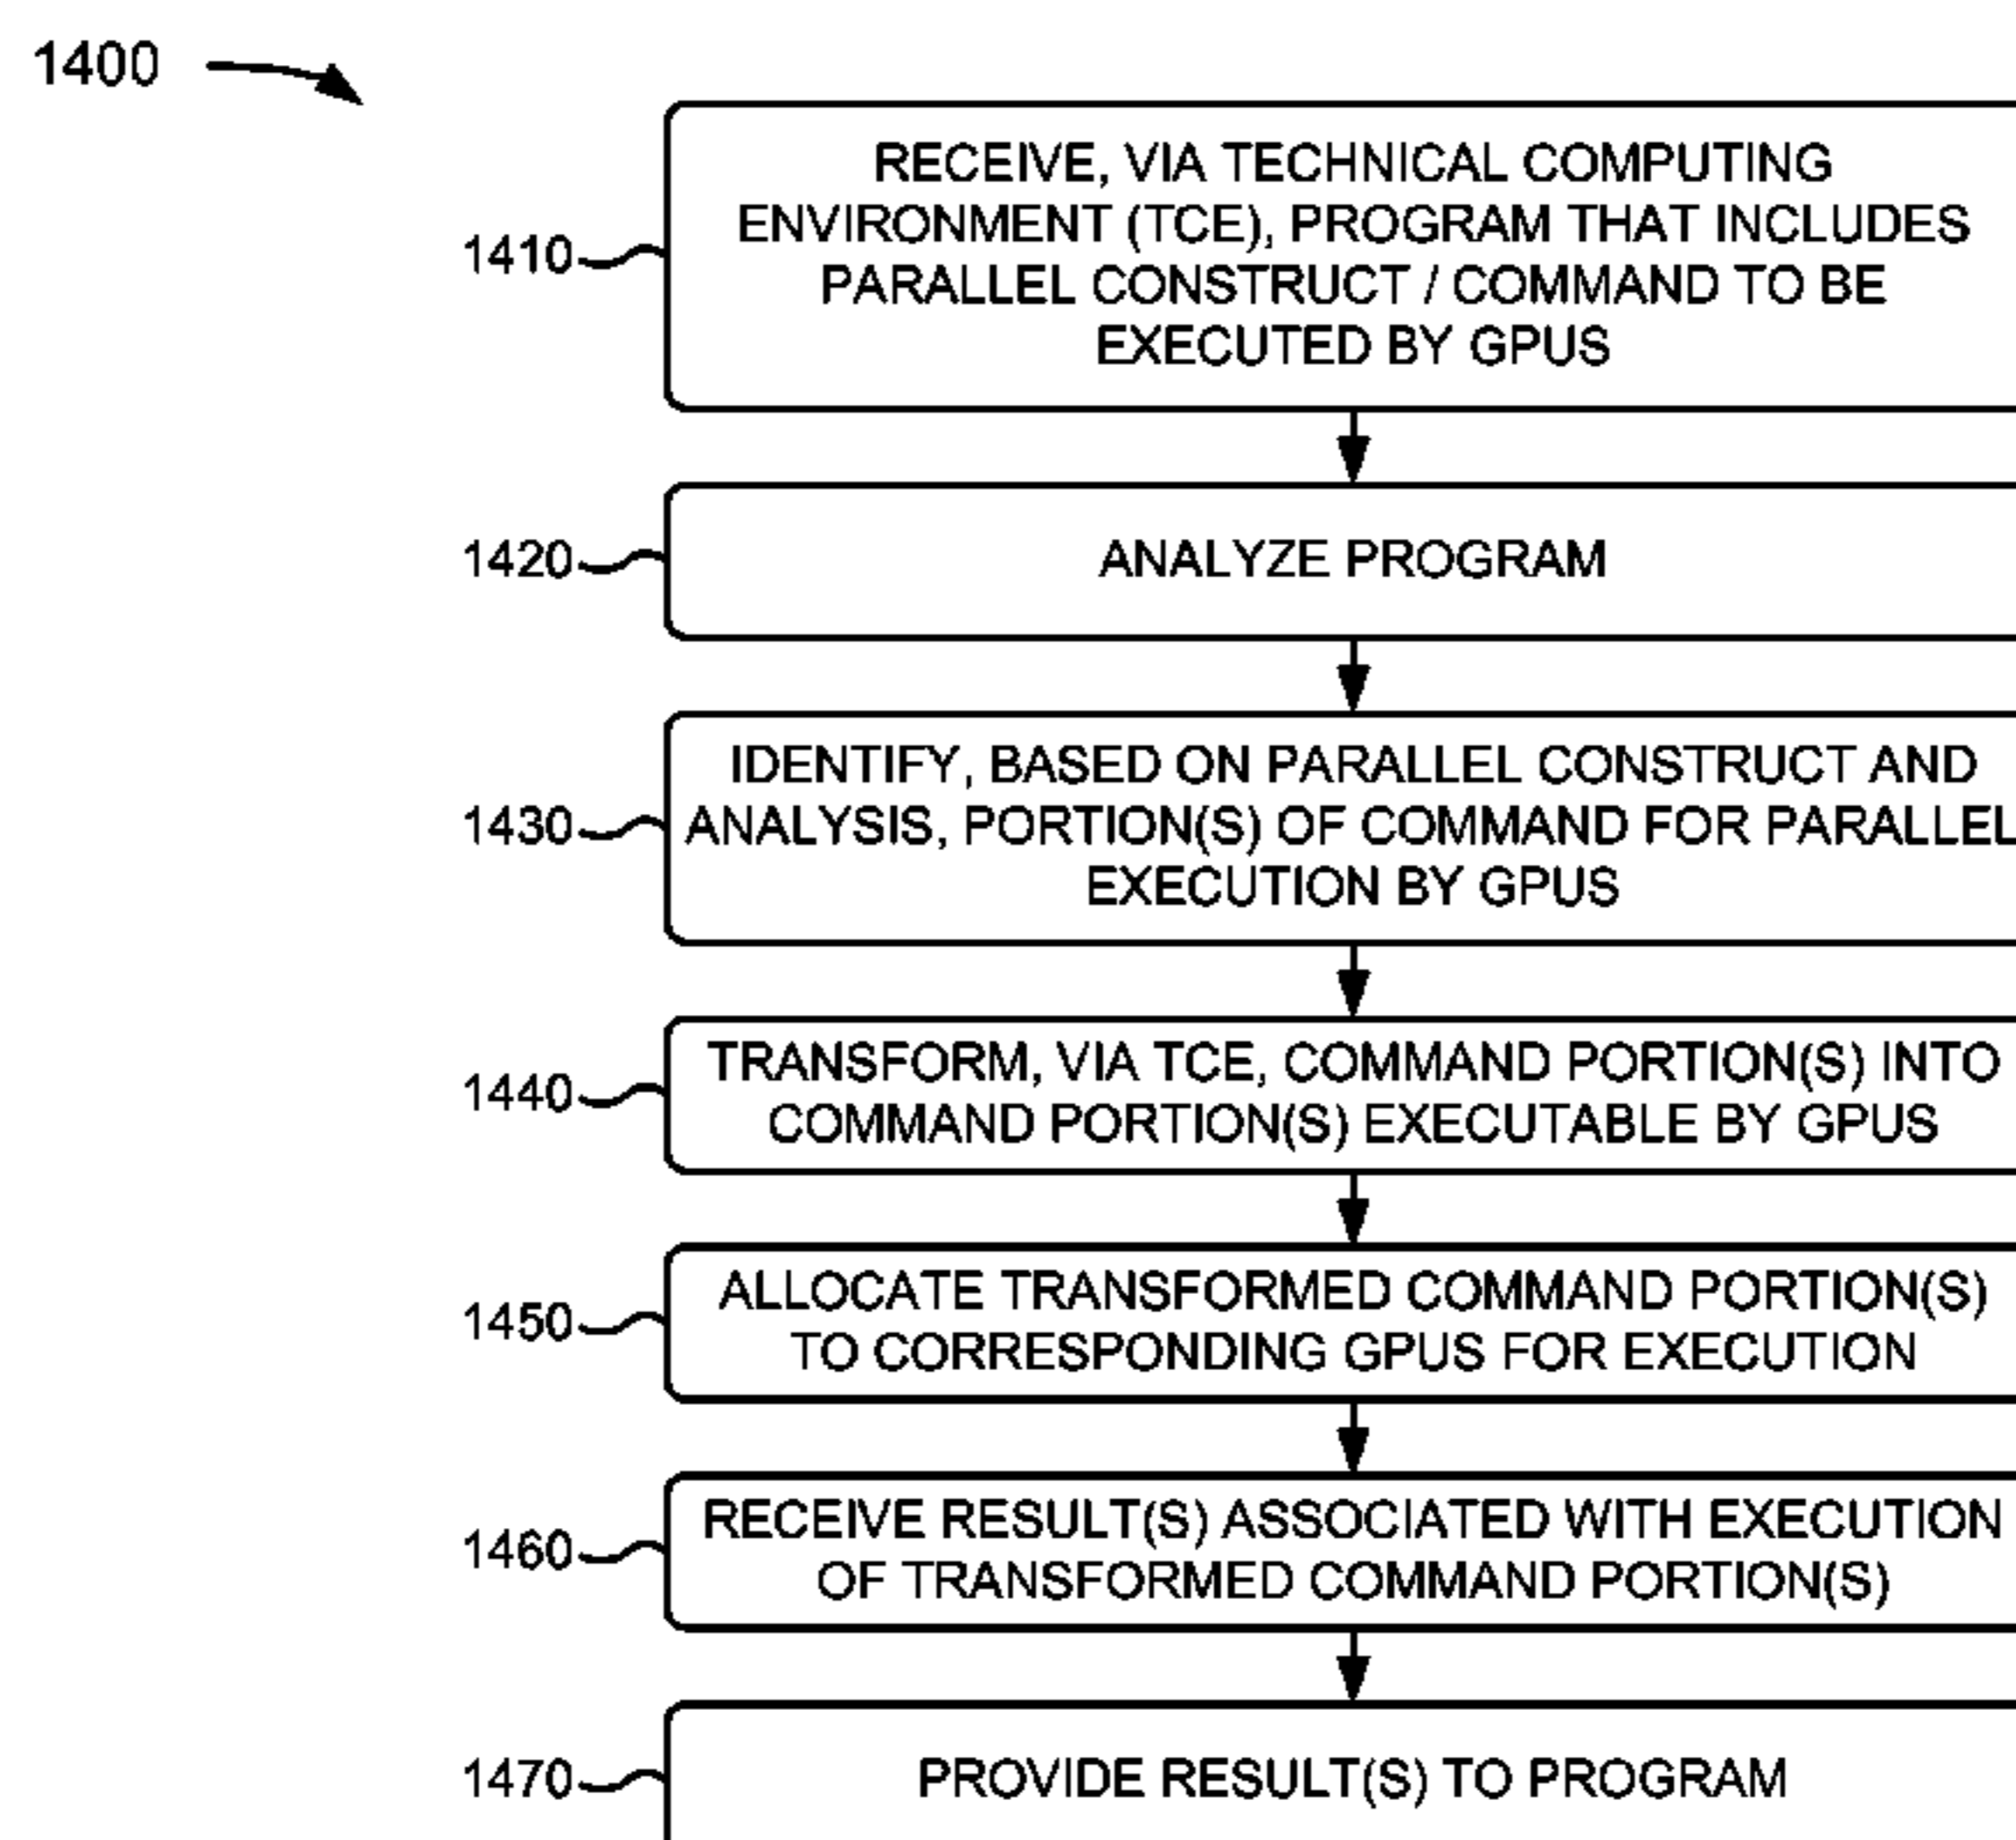 1400
RECEIVE, VIA TECHNICAL COMPUTING
ENVIRONMENT (TCE), PROGRAM THAT INCLUDES
1410
PARALLEL CONSTRUCT / COMMAND TO BE
EXECUTED BY GPUS
1420
ANALYZE PROGRAM
IDENTIFY, BASED ON PARALLEL CONSTRUCT AND
1430
ANALYSIS, PORTION(S) OF COMMAND FOR PARALLEL
EXECUTION BY GPUS
1440
TRANSFORM, VIA TCE, COMMAND PORTION(S) INTO
COMMAND PORTION(S) EXECUTABLE BY GPUS
1450
ALLOCATE TRANSFORMED COMMAND PORTION(S)
TO CORRESPONDING GPUS FOR EXECUTION
1460
RECEIVE RESULT(S) ASSOCIATED WITH EXECUTION
OF TRANSFORMED COMMAND PORTION(S)
1470
PROVIDE RESULT(S) TO PROGRAM